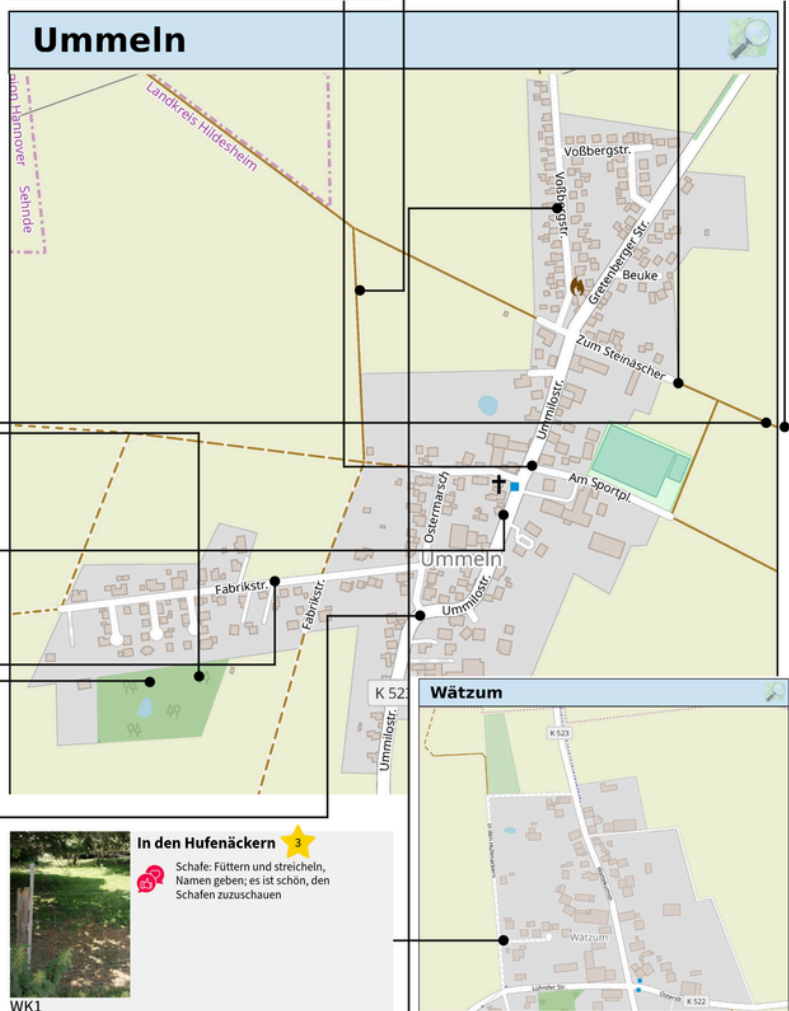 Ummeln
gion Hannover
Sehnde
Landkreis Hildesheim
Voßbergstr.
Voßbergstr.
Gretenberger Str.
Beuke
Zum Steinäscher
Ummilostr.
Am Sportpl.
Ostermarsch
Ummeln
Fabrikstr.
Fabrikstr.
Ummilostr.
K 523
Ummilostr.
Wätzum
K 523
In den Hufenäckern
Wätzum
Lühnder Str.
Osterstr.
K 522
In den Hufenäckern 3
Schafe: Füttern und streicheln,
Namen geben; es ist schön, den
Schafen zuzuschauen
WK1